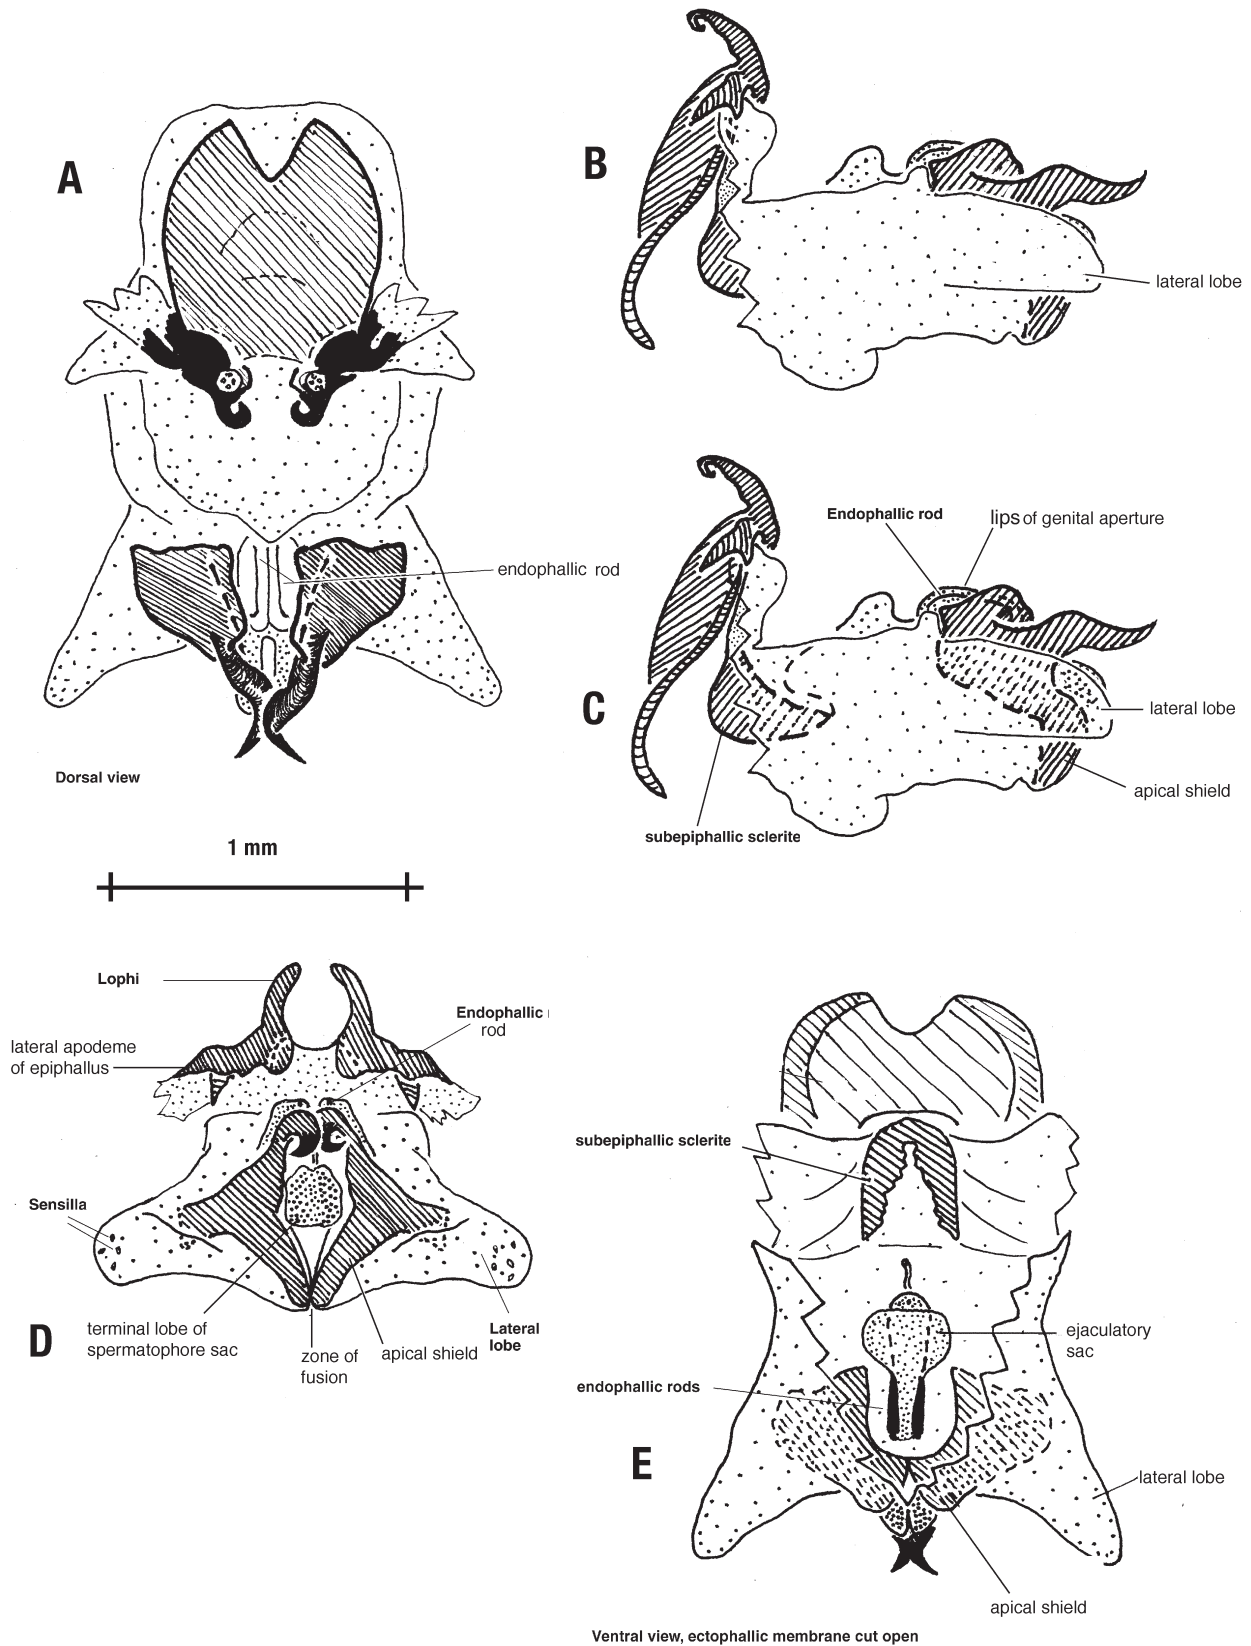 A
endophallic rod
Dorsal view
1 mm
B
lateral lobe
Endophallic rod
lips of genital aperture
C
lateral lobe
apical shield
subepiphallic sclerite
Lophi
Endophallic
rod
lateral apodeme
of epiphallus
Sensilla
D
terminal lobe of
spermatophore sac
zone of
fusion
apical shield
Lateral
lobe
subepiphallic sclerite
ejaculatory
sac
endophallic rods
E
lateral lobe
apical shield
Ventral view, ectophallic membrane cut open